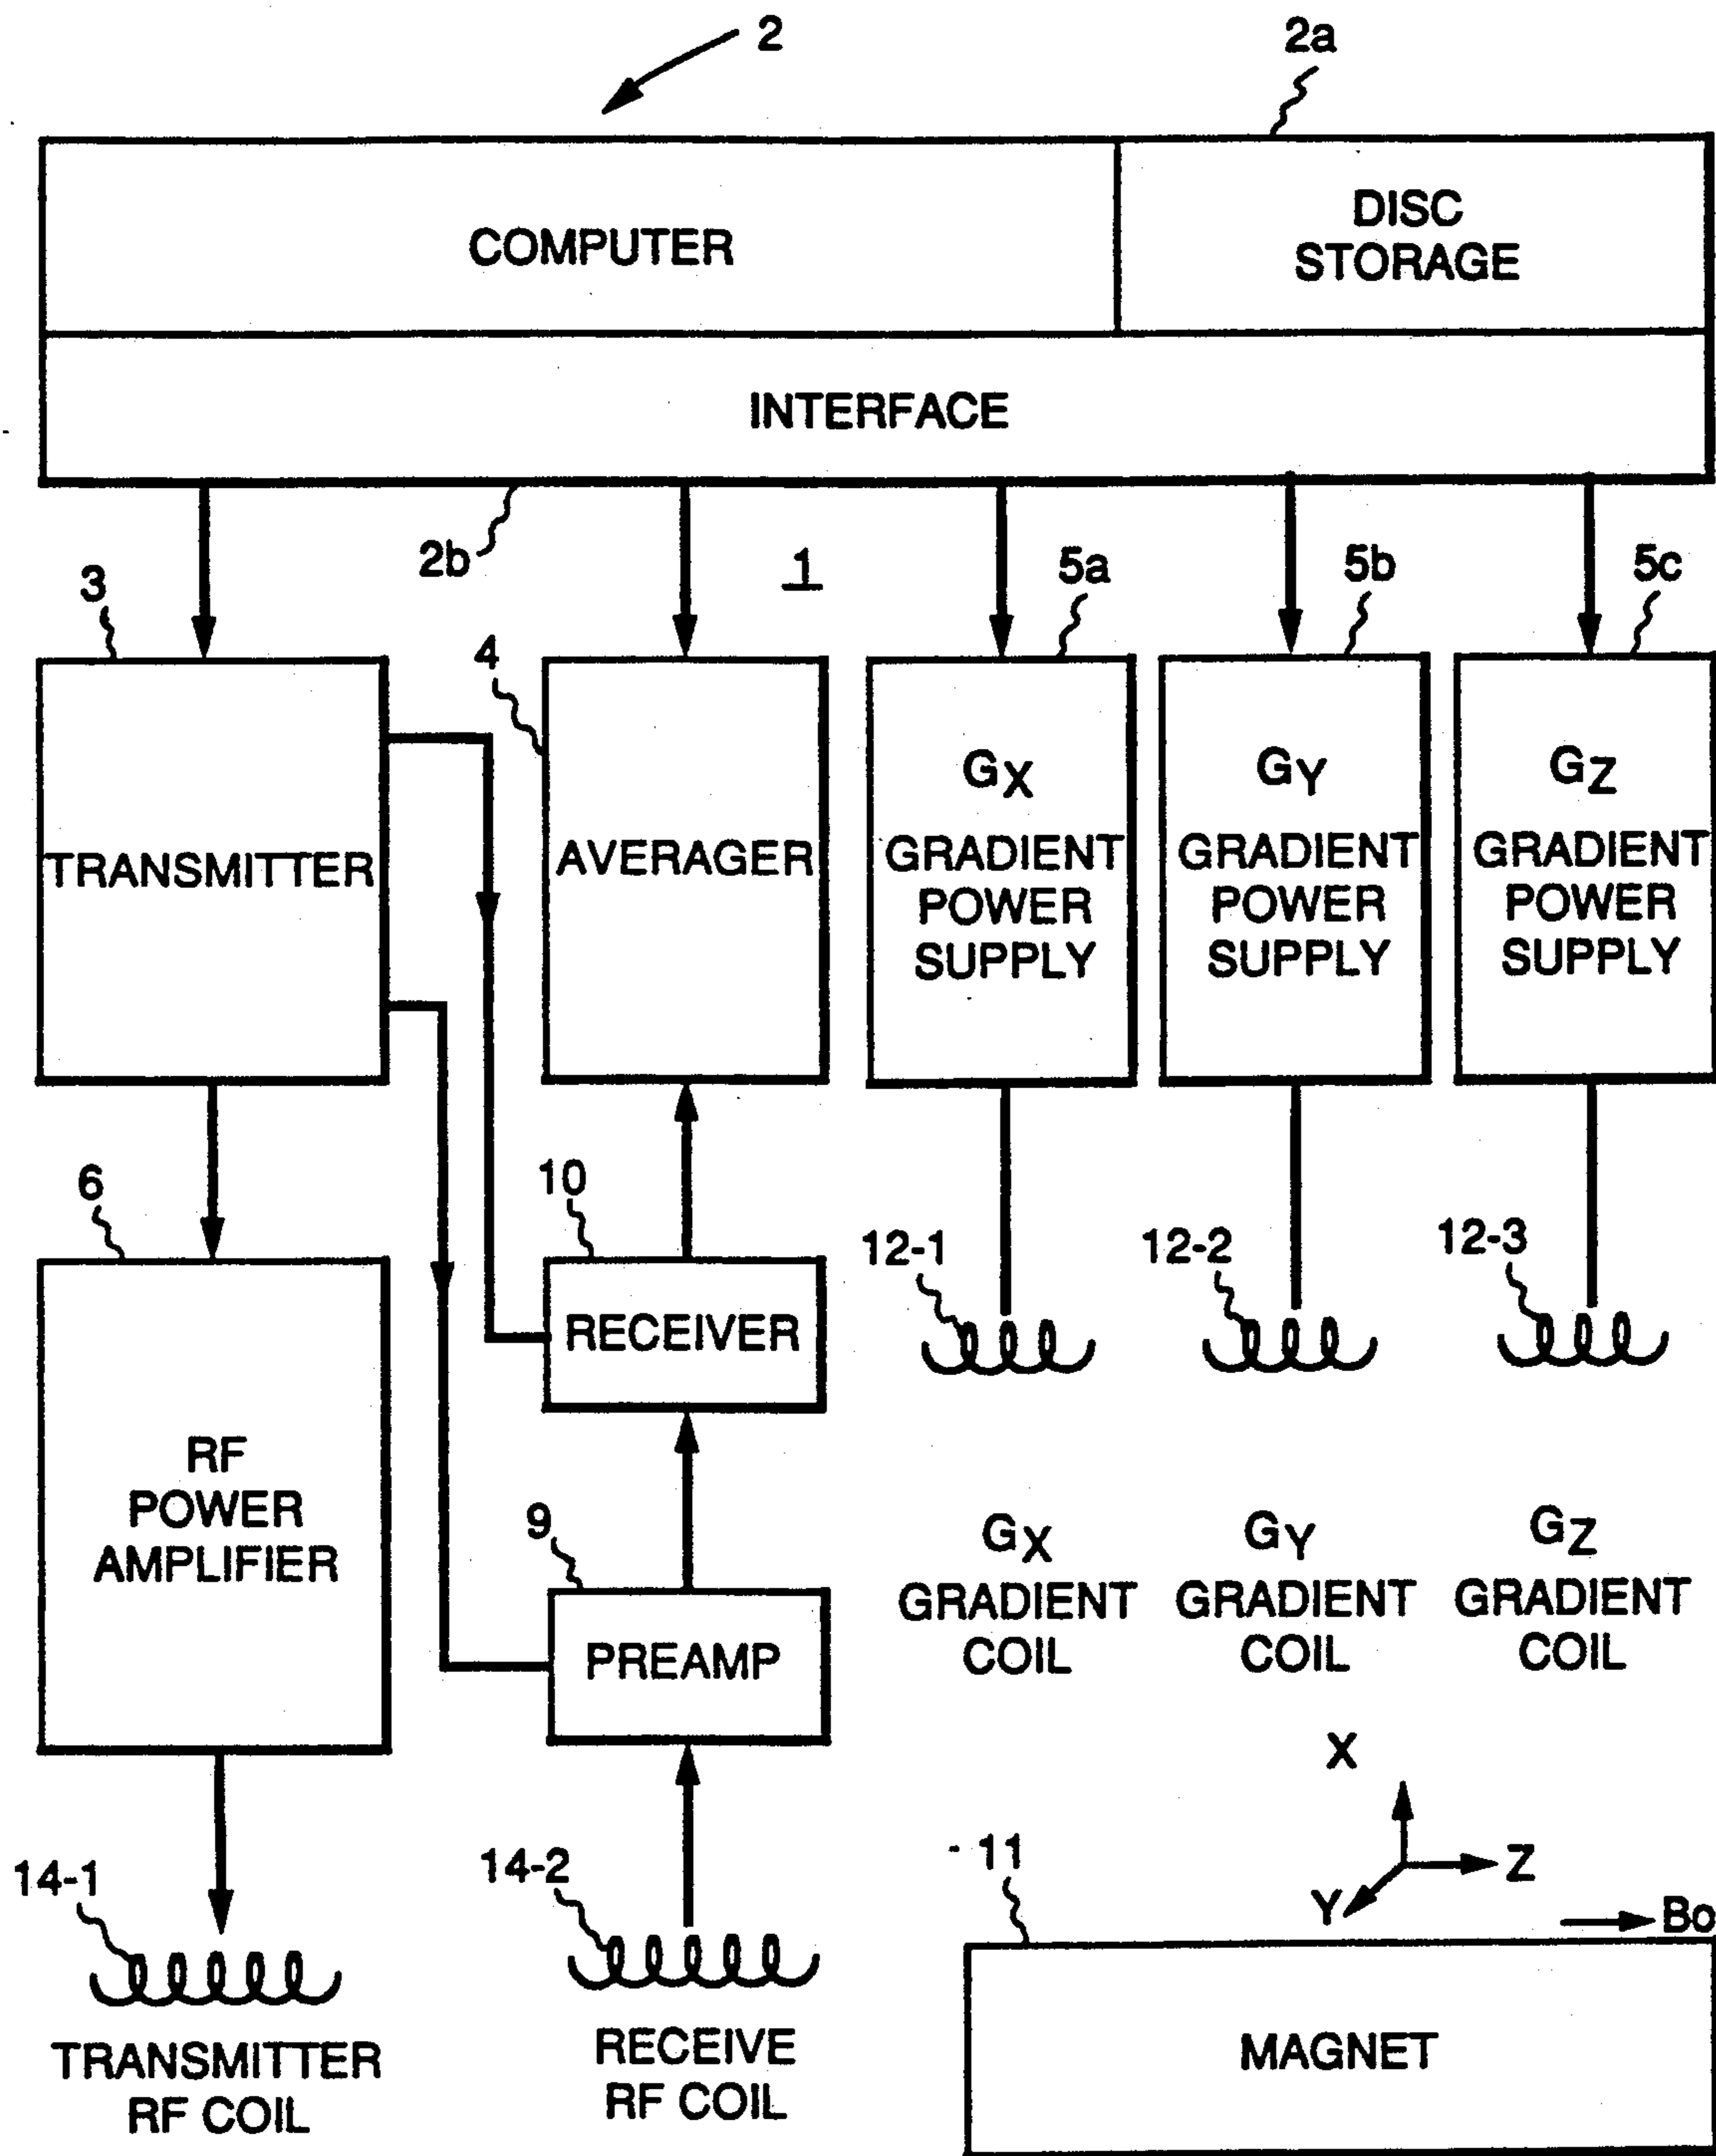 2
2a
COMPUTER
DISC
STORAGE
INTERFACE
2b
1
3
4
5a
5b
5c
TRANSMITTER
AVERAGER
GX
GRADIENT
POWER
SUPPLY
GY
GRADIENT
POWER
SUPPLY
GZ
GRADIENT
POWER
SUPPLY
6
10
12-1
12-2
12-3
RF
POWER
AMPLIFIER
RECEIVER
9
PREAMP
GX
GRADIENT
COIL
GY
GRADIENT
COIL
GZ
GRADIENT
COIL
X
Z
Y
Bo
14-1
14-2
11
TRANSMITTER
RF COIL
RECEIVE
RF COIL
MAGNET